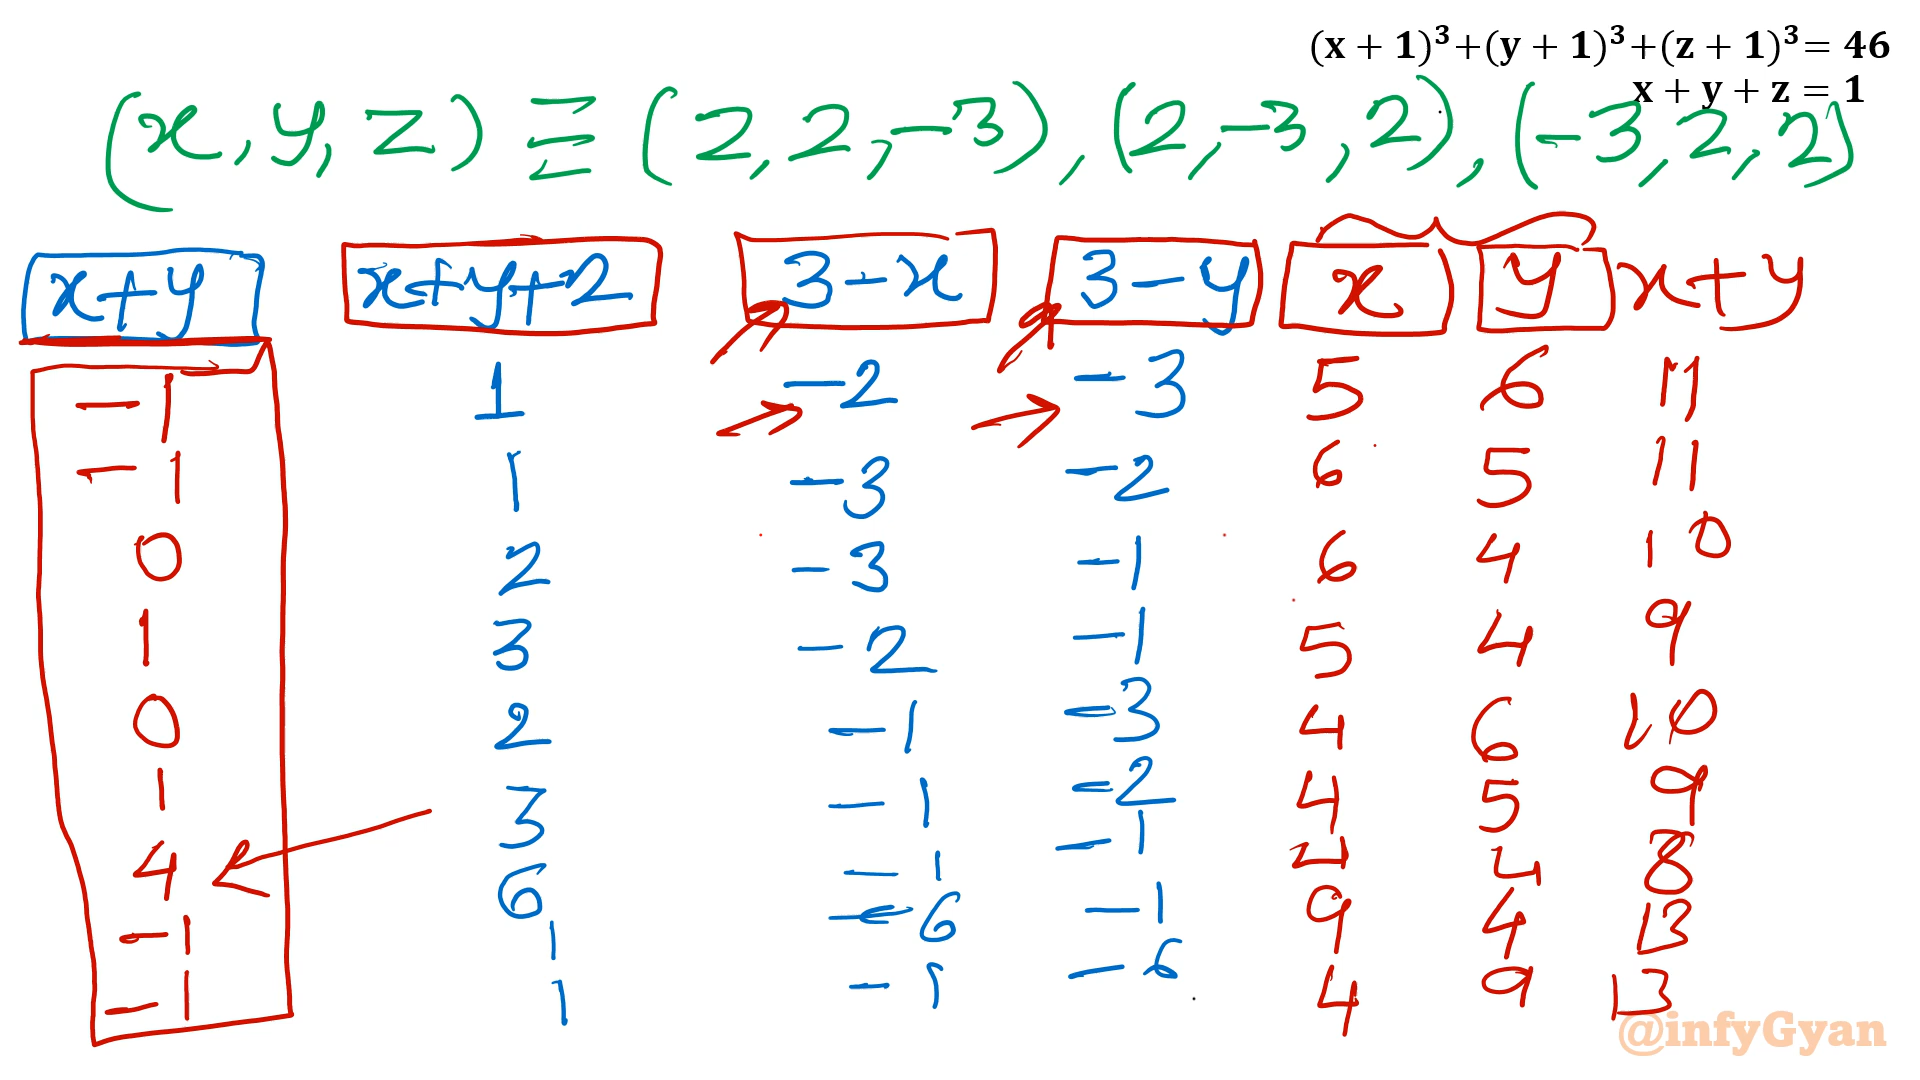 (x + 1)³+(y + 1)³+(z + 1)³= 46
x + y + z = 1
(x, y, z) ≡ (2, 2, -3), (2, -3, 2), (-3, 2, 2)
x+y x+y+2 3-x 3-y x y x+y
-1 1 -2 -3 5 6 11
-1 1 -3 -2 6 5 11
0 2 -3 -1 6 4 10
1 3 -2 -1 5 4 9
0 2 -1 -3 4 6 10
1 3 -1 -2 4 5 9
4 6 -1 -1 4 4 8
-1 1 -6 -1 9 4 13
-1 1 -1 -6 4 9 13
@infyGyan